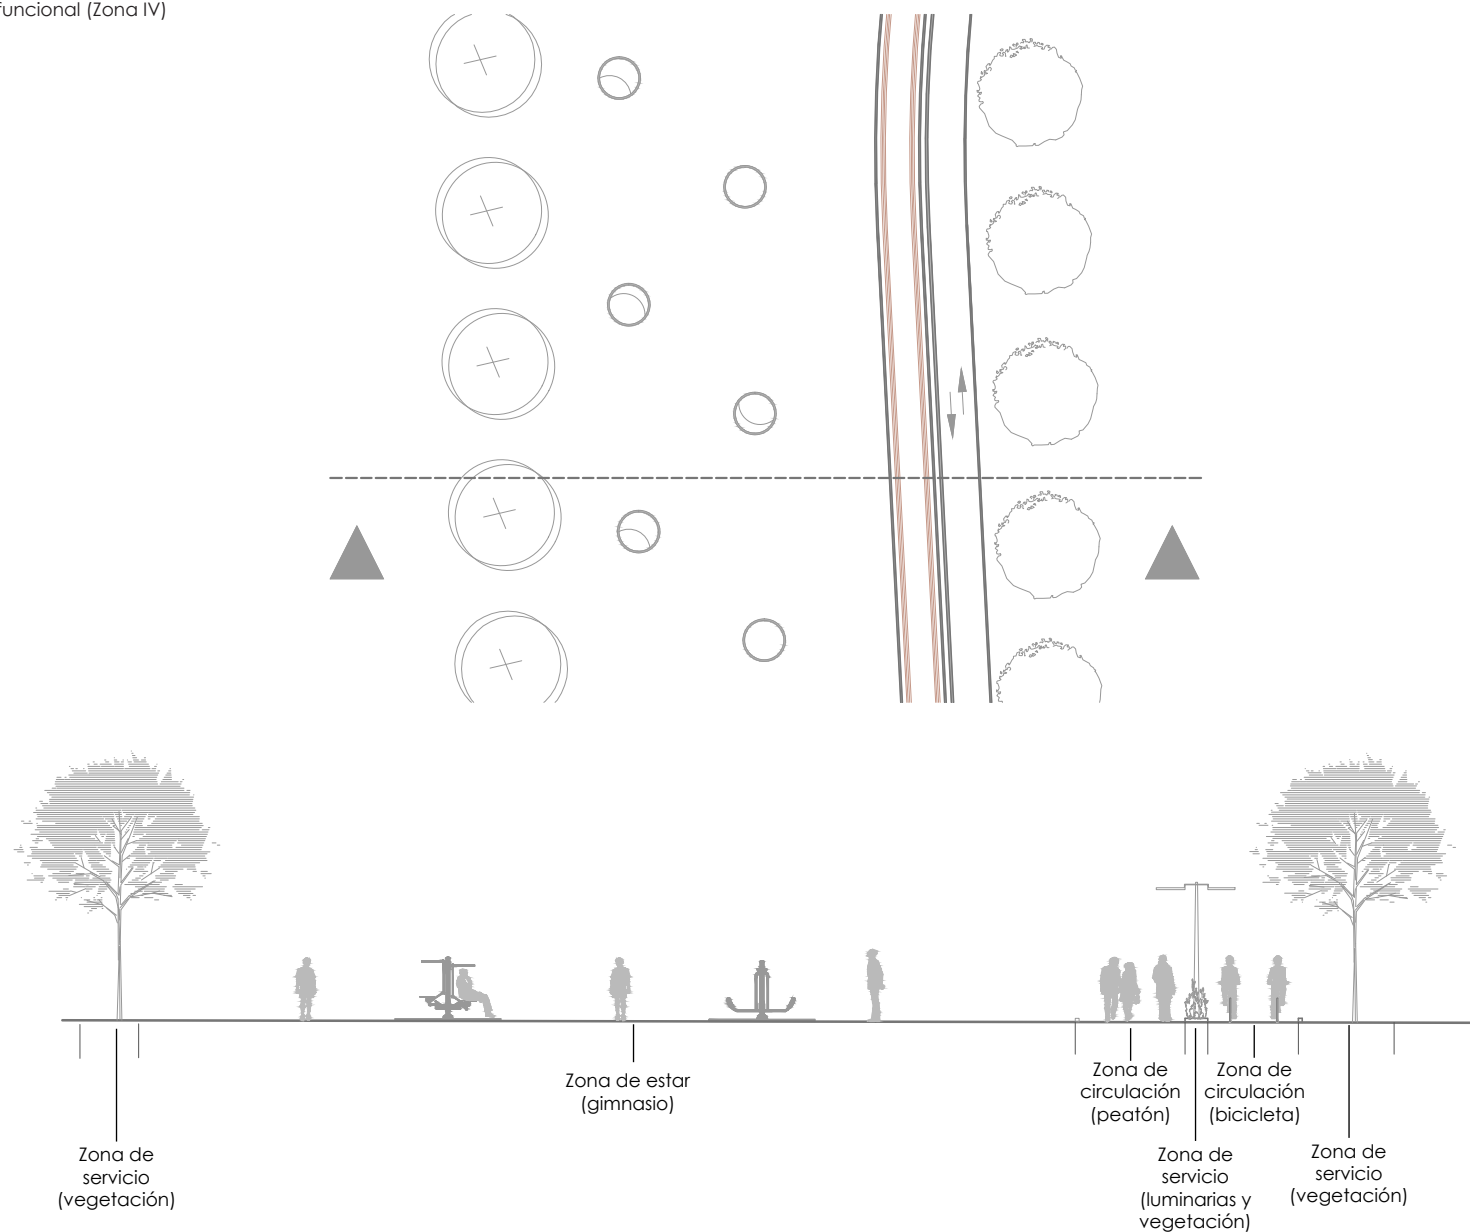 funcional (Zona IV)
Zona de estar
(gimnasio)
Zona de
circulación
(peatón)
Zona de
circulación
(bicicleta)
Zona de
servicio
(vegetación)
Zona de
servicio
(luminarias y
vegetación)
Zona de
servicio
(vegetación)